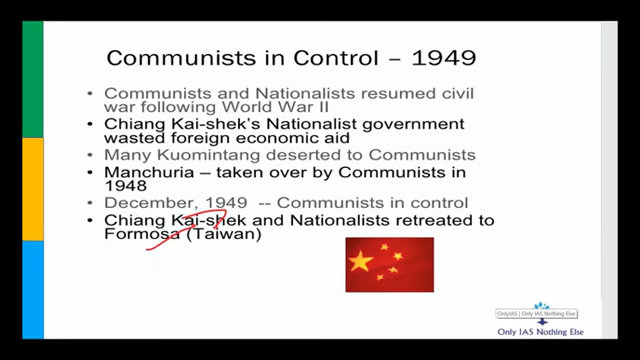 Communists in Control – 1949
• Communists and Nationalists resumed civil
war following World War II
• Chiang Kai-shek's Nationalist government
wasted foreign economic aid
• Many Kuomintang deserted to Communists
• Manchuria – taken over by Communists in
1948
• December, 1949 -- Communists in control
• Chiang Kai-shek and Nationalists retreated to
Formosa (Taiwan)
OnlyIAS | Only IAS Nothing Else
Only IAS Nothing Else